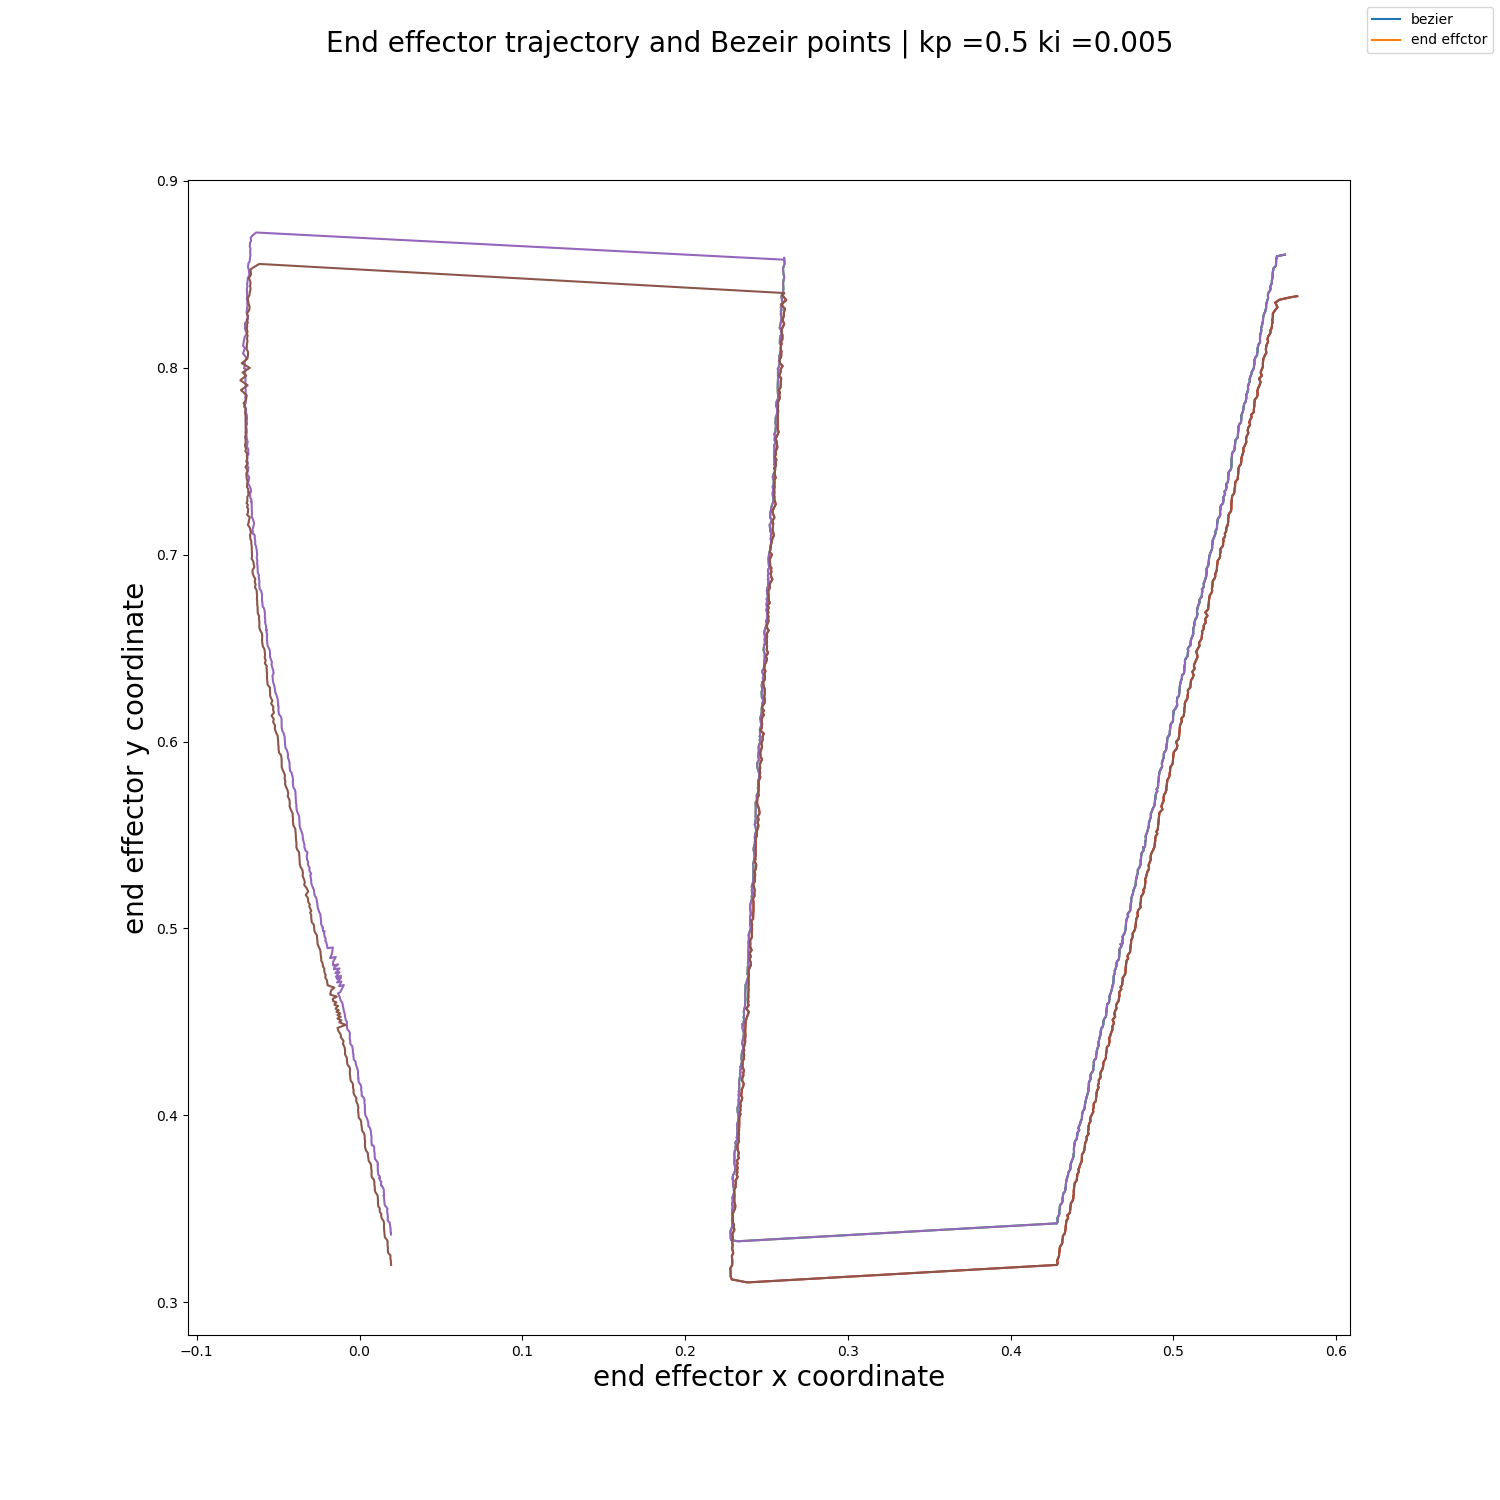 End effector trajectory and Bezeir points | kp =0.5 ki =0.005
bezier
end effctor
0.9
0.8
0.7
0.6
0.5
0.4
0.3
end effector y coordinate
−0.1 0.0 0.1 0.2 0.3 0.4 0.5 0.6
end effector x coordinate